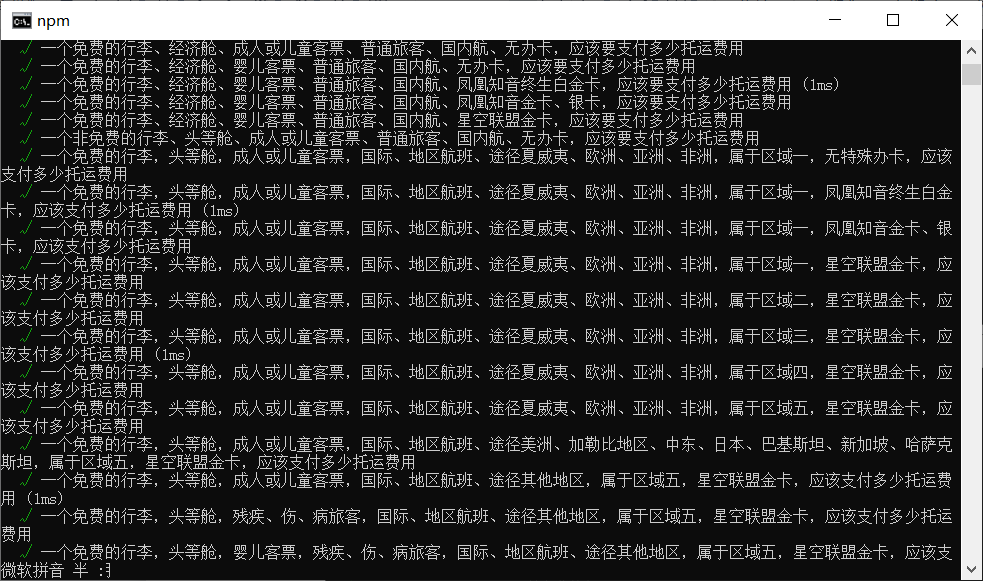 npm
√ 一个免费的行李、经济舱、成人或儿童客票、普通旅客、国内航、无办卡，应该要支付多少托运费用
√ 一个免费的行李、经济舱、婴儿客票、普通旅客、国内航、无办卡，应该要支付多少托运费用
√ 一个免费的行李、经济舱、婴儿客票、普通旅客、国内航、凤凰知音终生白金卡，应该要支付多少托运费用 (1ms)
√ 一个免费的行李、经济舱、婴儿客票、普通旅客、国内航、凤凰知音金卡、银卡，应该要支付多少托运费用
√ 一个免费的行李、经济舱、婴儿客票、普通旅客、国内航、星空联盟金卡，应该要支付多少托运费用
√ 一个非免费的行李、头等舱、成人或儿童客票、普通旅客、国内航、无办卡，应该要支付多少托运费用
√ 一个免费的行李，头等舱，成人或儿童客票，国际、地区航班、途径夏威夷、欧洲、亚洲、非洲，属于区域一，无特殊办卡，应该
支付多少托运费用
√ 一个免费的行李，头等舱，成人或儿童客票，国际、地区航班、途径夏威夷、欧洲、亚洲、非洲，属于区域一，凤凰知音终生白金
卡，应该支付多少托运费用 (1ms)
√ 一个免费的行李，头等舱，成人或儿童客票，国际、地区航班、途径夏威夷、欧洲、亚洲、非洲，属于区域一，凤凰知音金卡、银
卡，应该支付多少托运费用
√ 一个免费的行李，头等舱，成人或儿童客票，国际、地区航班、途径夏威夷、欧洲、亚洲、非洲，属于区域一，星空联盟金卡，应
该支付多少托运费用
√ 一个免费的行李，头等舱，成人或儿童客票，国际、地区航班、途径夏威夷、欧洲、亚洲、非洲，属于区域二，星空联盟金卡，应
该支付多少托运费用
√ 一个免费的行李，头等舱，成人或儿童客票，国际、地区航班、途径夏威夷、欧洲、亚洲、非洲，属于区域三，星空联盟金卡，应
该支付多少托运费用 (1ms)
√ 一个免费的行李，头等舱，成人或儿童客票，国际、地区航班、途径夏威夷、欧洲、亚洲、非洲，属于区域四，星空联盟金卡，应
该支付多少托运费用
√ 一个免费的行李，头等舱，成人或儿童客票，国际、地区航班、途径夏威夷、欧洲、亚洲、非洲，属于区域五，星空联盟金卡，应
该支付多少托运费用
√ 一个免费的行李，头等舱，成人或儿童客票，国际、地区航班、途径美洲、加勒比地区、中东、日本、巴基斯坦、新加坡、哈萨克
斯坦，属于区域五，星空联盟金卡，应该支付多少托运费用
√ 一个免费的行李，头等舱，成人或儿童客票，国际、地区航班、途径其他地区，属于区域五，星空联盟金卡，应该支付多少托运费
用 (1ms)
√ 一个免费的行李，头等舱，残疾、伤、病旅客，国际、地区航班、途径其他地区，属于区域五，星空联盟金卡，应该支付多少托运
费用
√ 一个免费的行李，头等舱，婴儿客票，残疾、伤、病旅客，国际、地区航班、途径其他地区，属于区域五，星空联盟金卡，应该支
微软拼音 半 :